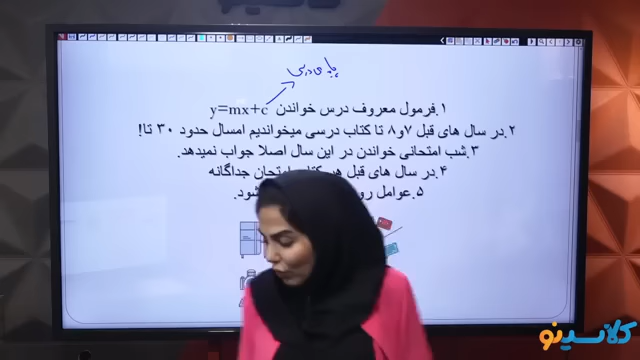 پایه‌ی درسی
۱.فرمول معروف درس خواندن y=mx+c
۲.در سال های قبل ۷و۸ تا کتاب درسی میخواندیم امسال حدود ۳۰ تا!
۳.شب امتحانی خواندن در این سال اصلا جواب نمیدهد.
۴.در سال های قبل هر کتاب امتحان جداگانه
۵.عوامل شود.
کلاسینو